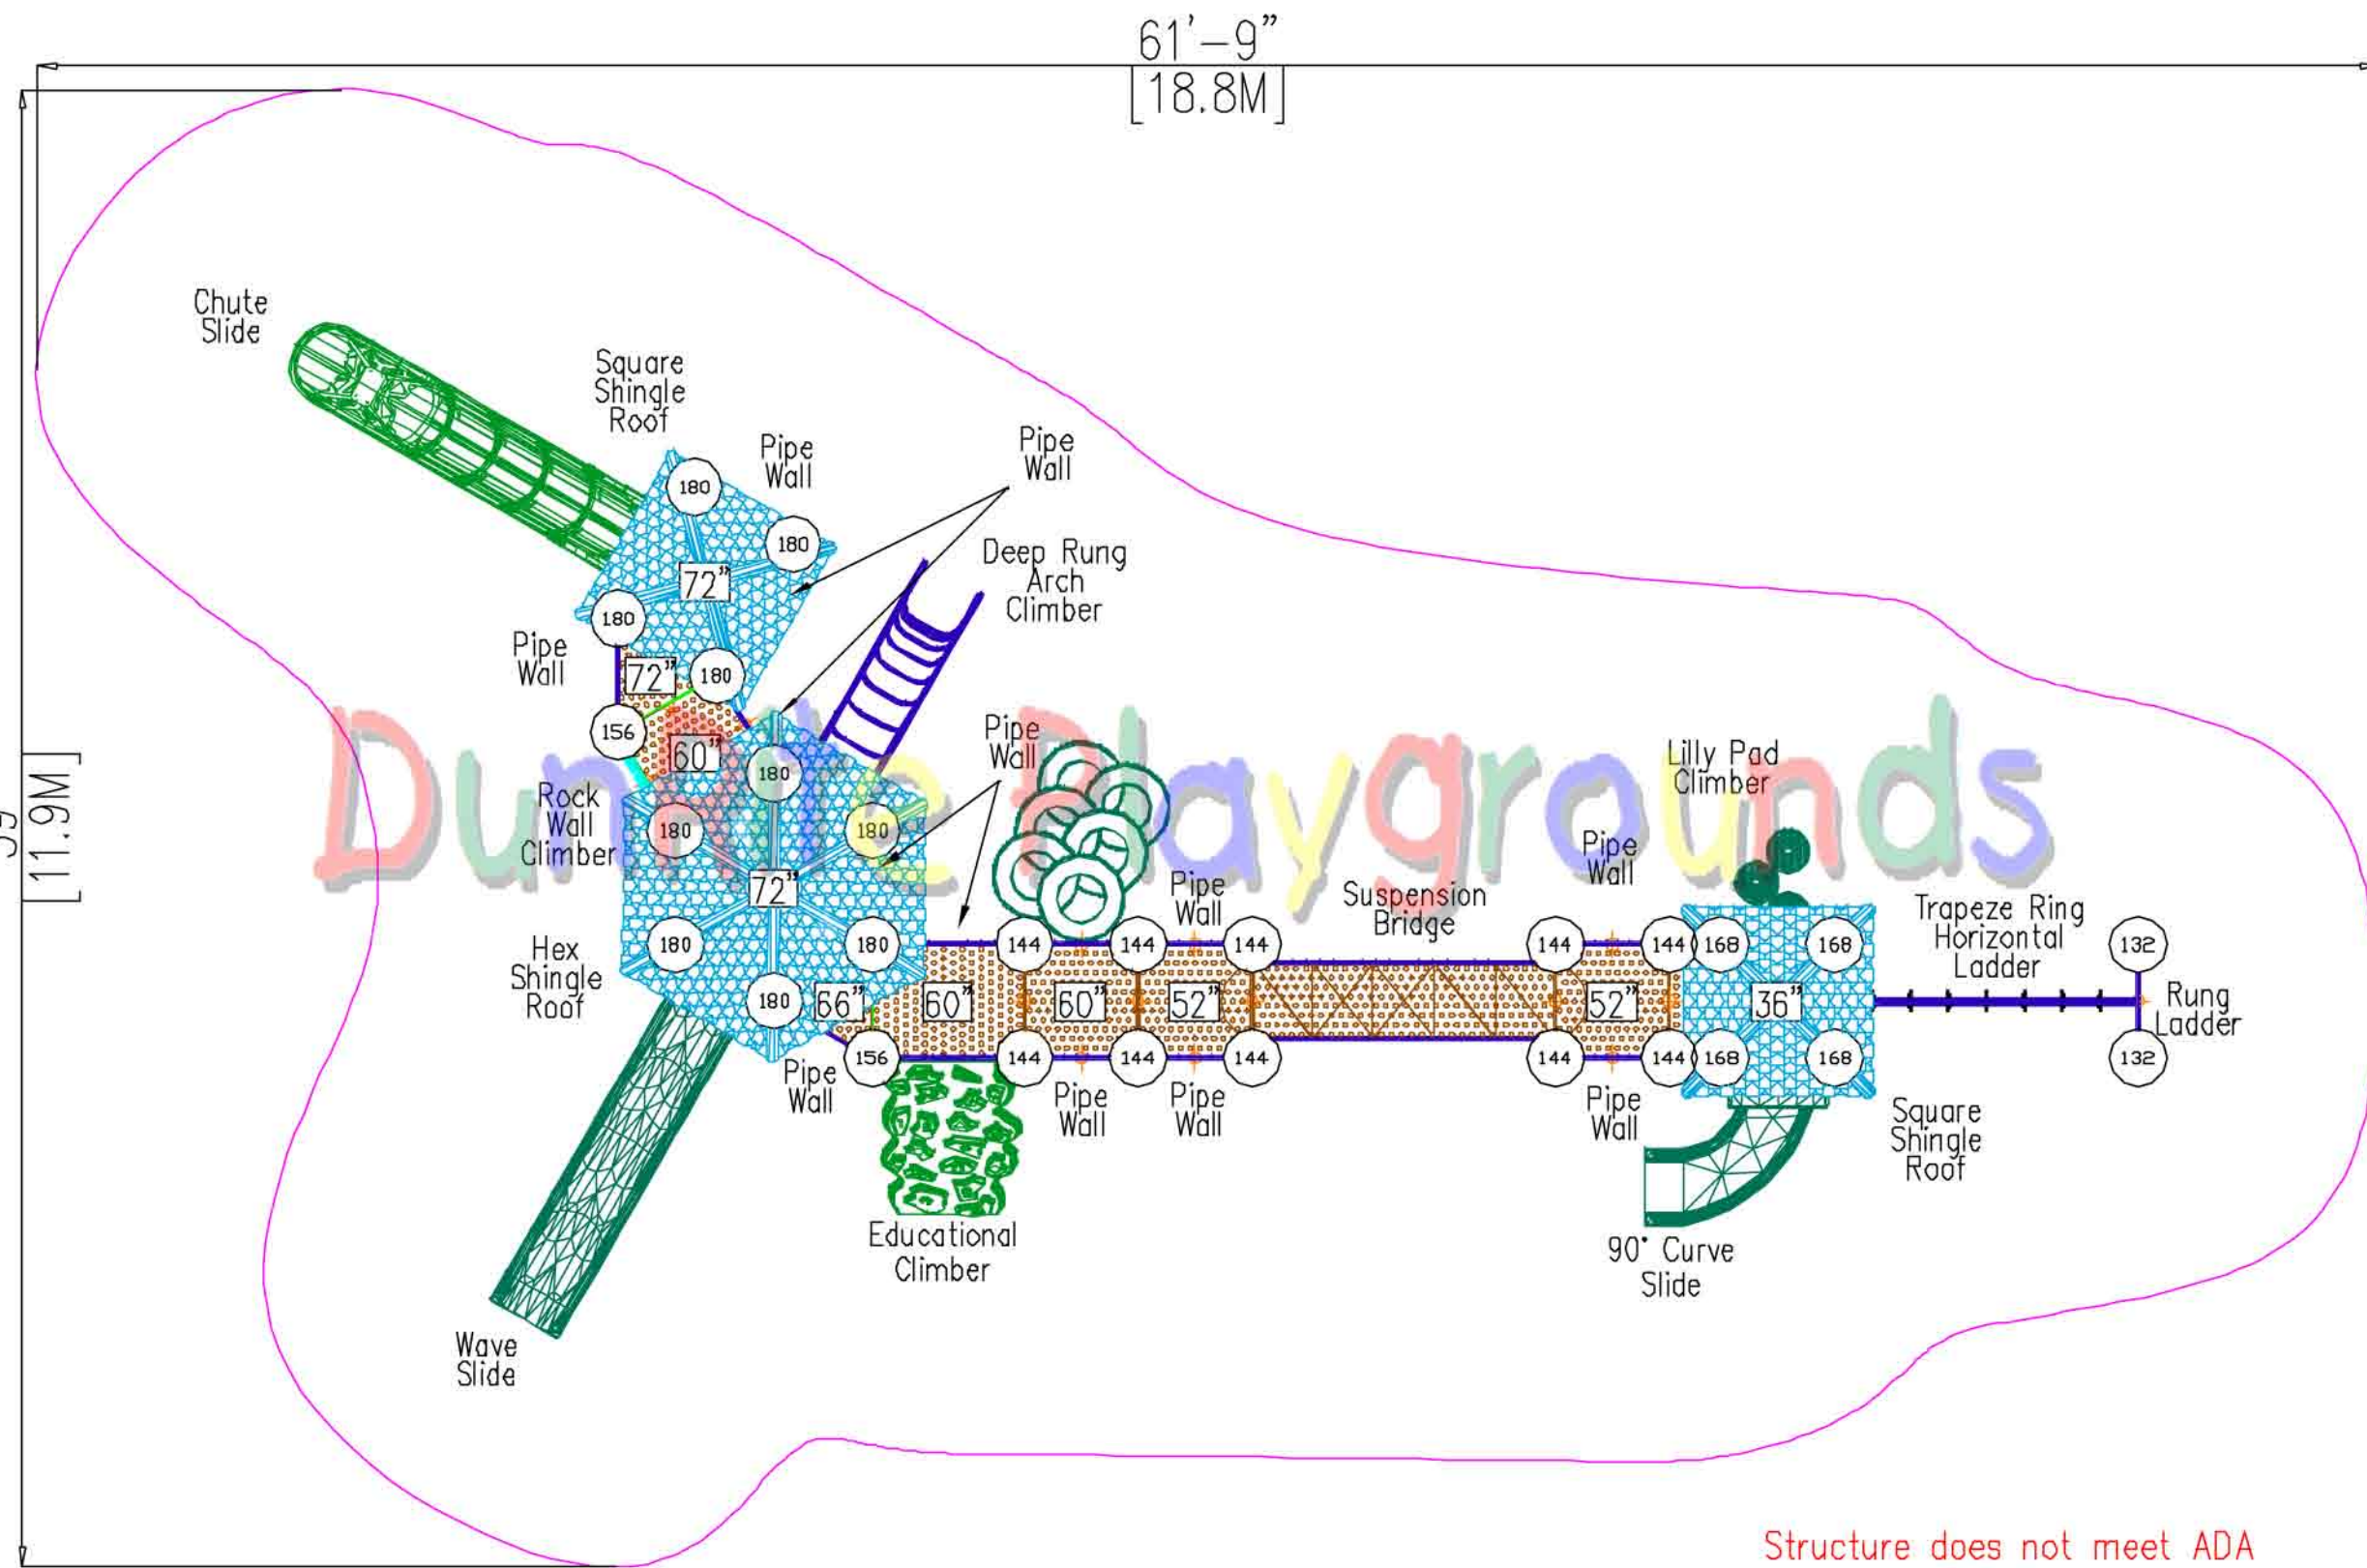 61'-9"
[18.8M]
[11.9M]
Chute
Slide
Square
Shingle
Roof
Pipe
Wall
Pipe
Wall
180
180
72"
Deep Rung
Arch
Climber
180
Pipe
Wall
72"
180
156
60"
180
Pipe
Wall
Lilly Pad
Climber
Rock
Wall
Climber
180
180
Pipe
Wall
72"
Pipe
Wall
Suspension
Bridge
Trapeze Ring
Horizontal
Ladder
Hex
Shingle
Roof
180
180
144
144
144
144
144
168
168
132
180
66"
60"
60"
52"
52"
36"
Rung
Ladder
156
144
144
144
144
144
168
168
132
Pipe
Wall
Pipe
Wall
Pipe
Wall
Pipe
Wall
Square
Shingle
Roof
Educational
Climber
90° Curve
Slide
Wave
Slide
Structure does not meet ADA